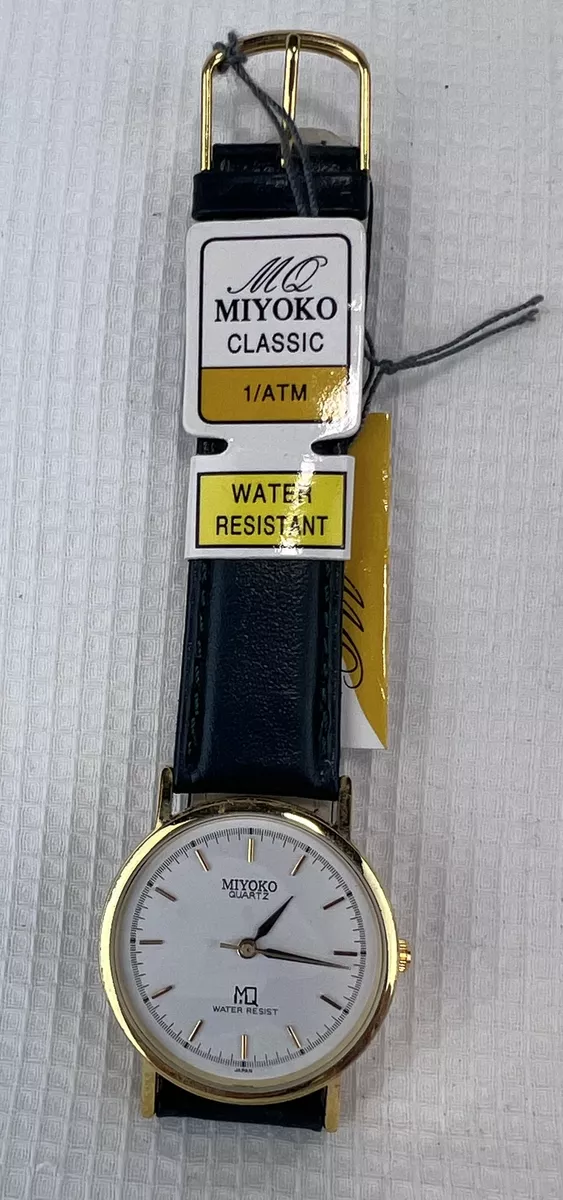 MQ
MIYOKO
CLASSIC
1/ATM
WATER
RESISTANT
MIYOKO
QUARTZ
MQ
WATER RESIST
JAPAN